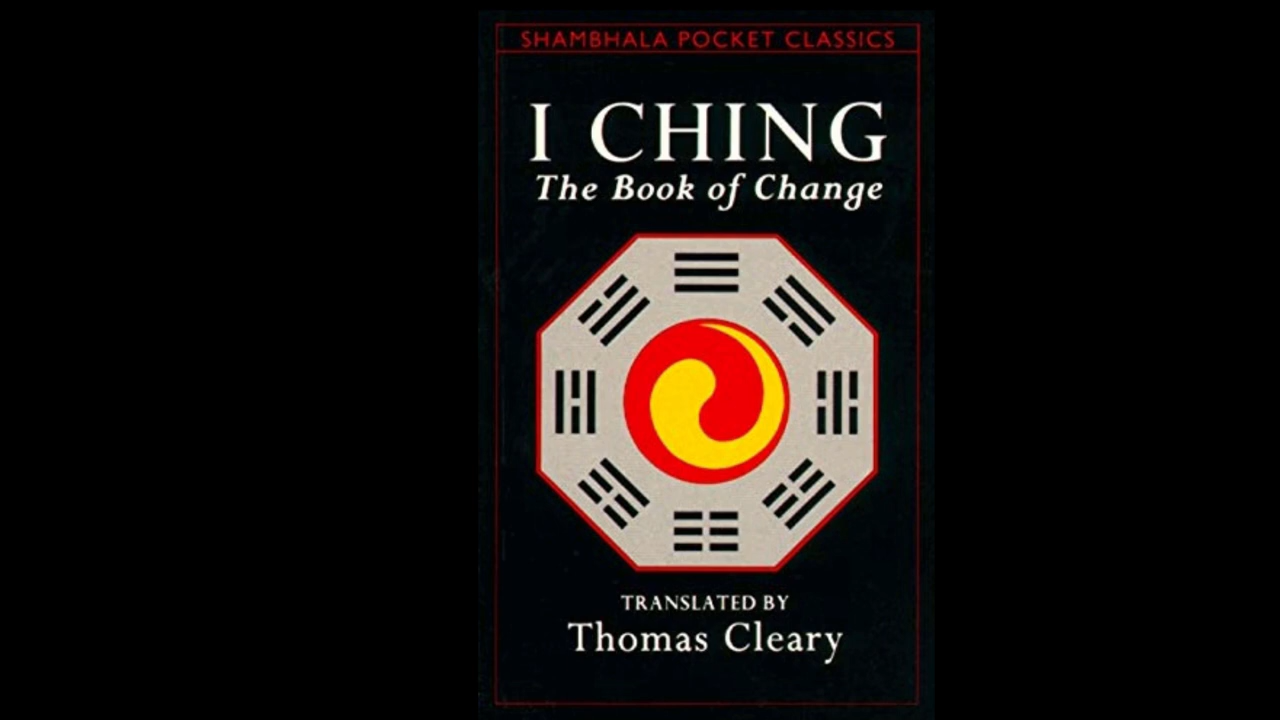 SHAMBHALA POCKET CLASSICS
I CHING
The Book of Change
TRANSLATED BY
Thomas Cleary